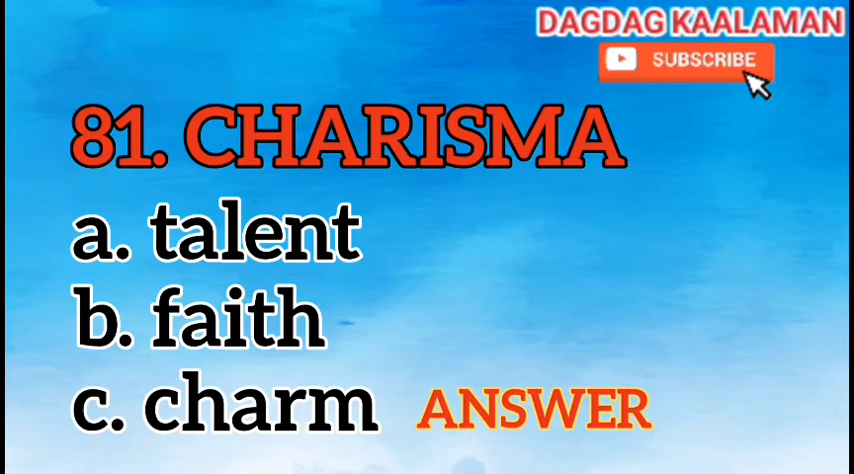 DAGDAG KAALAMAN
SUBSCRIBE
81. CHARISMA
a. talent
b. faith
c. charm ANSWER